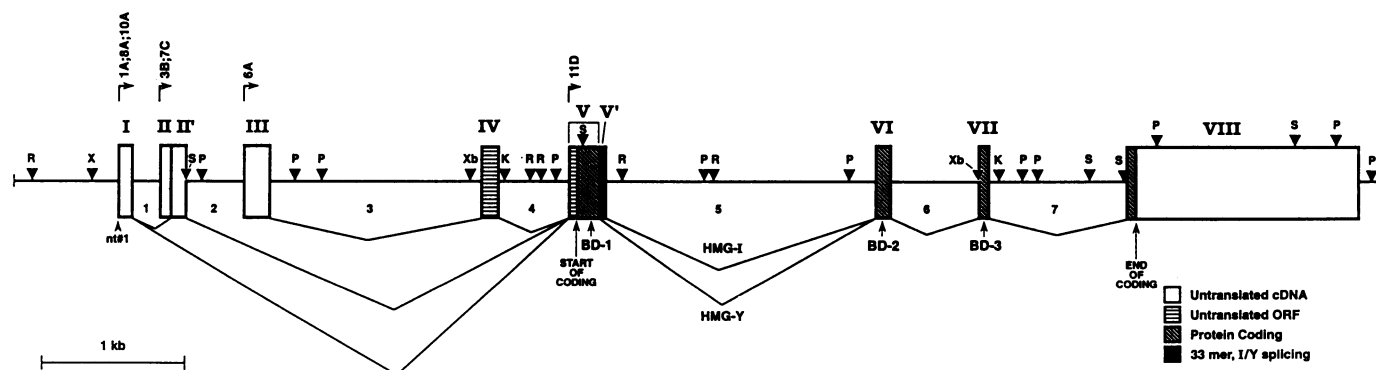 1A;8A;10A
3B;7C
6A
11D
I II II' III IV V V' VI VII VIII
R X S P P P Xb K R R P S R P R P Xb K P P S S P S P P
1 2 3 4 5 6 7
nt#1
BD-1
START
OF
CODING
HMG-I
HMG-Y
BD-2
BD-3
END
OF
CODING
1 kb
Untranslated cDNA
Untranslated ORF
Protein Coding
33 mer, I/Y splicing